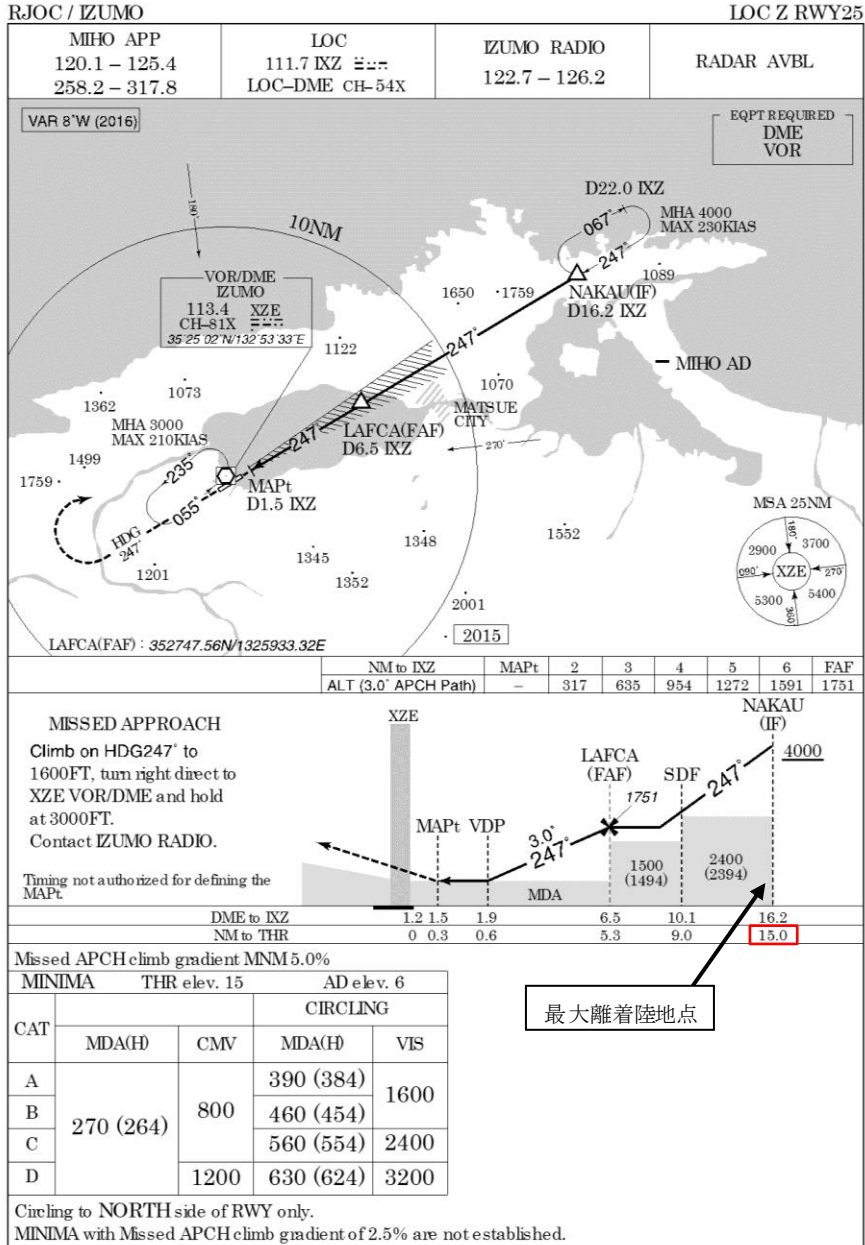 RJOC / IZUMO LOC Z RWY25
MIHO APP
120.1 – 125.4
258.2 – 317.8
LOC
111.7 IXZ
LOC–DME CH–54X
IZUMO RADIO
122.7 – 126.2
RADAR AVBL
VAR 8°W (2016)
EQPT REQUIRED
DME
VOR
180°
10NM
D22.0 IXZ
067°
247°
MHA 4000
MAX 230KIAS
1089
NAKAU(IF)
D16.2 IXZ
VOR/DME
IZUMO
113.4 XZE
CH–81X
35°25'02"N/132°53'33"E
1650
1759
247°
1122
MIHO AD
1070
1073
1362
MATSUE
CITY
LAFCA(FAF)
D6.5 IXZ
247°
270°
MHA 3000
MAX 210KIAS
235°
1499
1759
MAPt
D1.5 IXZ
055°
HDG
247°
1201
1345
1352
1348
1552
2001
2015
MSA 25NM
180°
2900
3700
090°
XZE
270°
5300
5400
360°
LAFCA(FAF) : 352747.56N/1325933.32E
NM to IXZ MAPt 2 3 4 5 6 FAF
ALT (3.0° APCH Path) – 317 635 954 1272 1591 1751
MISSED APPROACH
Climb on HDG247° to
1600FT, turn right direct to
XZE VOR/DME and hold
at 3000FT.
Contact IZUMO RADIO.
Timing not authorized for defining the
MAPt.
XZE
NAKAU
(IF)
4000
LAFCA
(FAF)
SDF
247°
1751
MAPt VDP
3.0°
247°
1500
(1494)
2400
(2394)
MDA
DME to IXZ 1.2 1.5 1.9 6.5 10.1 16.2
NM to THR 0 0.3 0.6 5.3 9.0 15.0
最大離着陸地点
Missed APCH climb gradient MNM 5.0%
MINIMA THR elev. 15 AD elev. 6
CAT
CIRCLING
MDA(H) CMV MDA(H) VIS
A 390 (384)
1600
B 460 (454)
270 (264) 800
C 560 (554) 2400
D 1200 630 (624) 3200
Circling to NORTH side of RWY only.
MINIMA with Missed APCH climb gradient of 2.5% are not established.